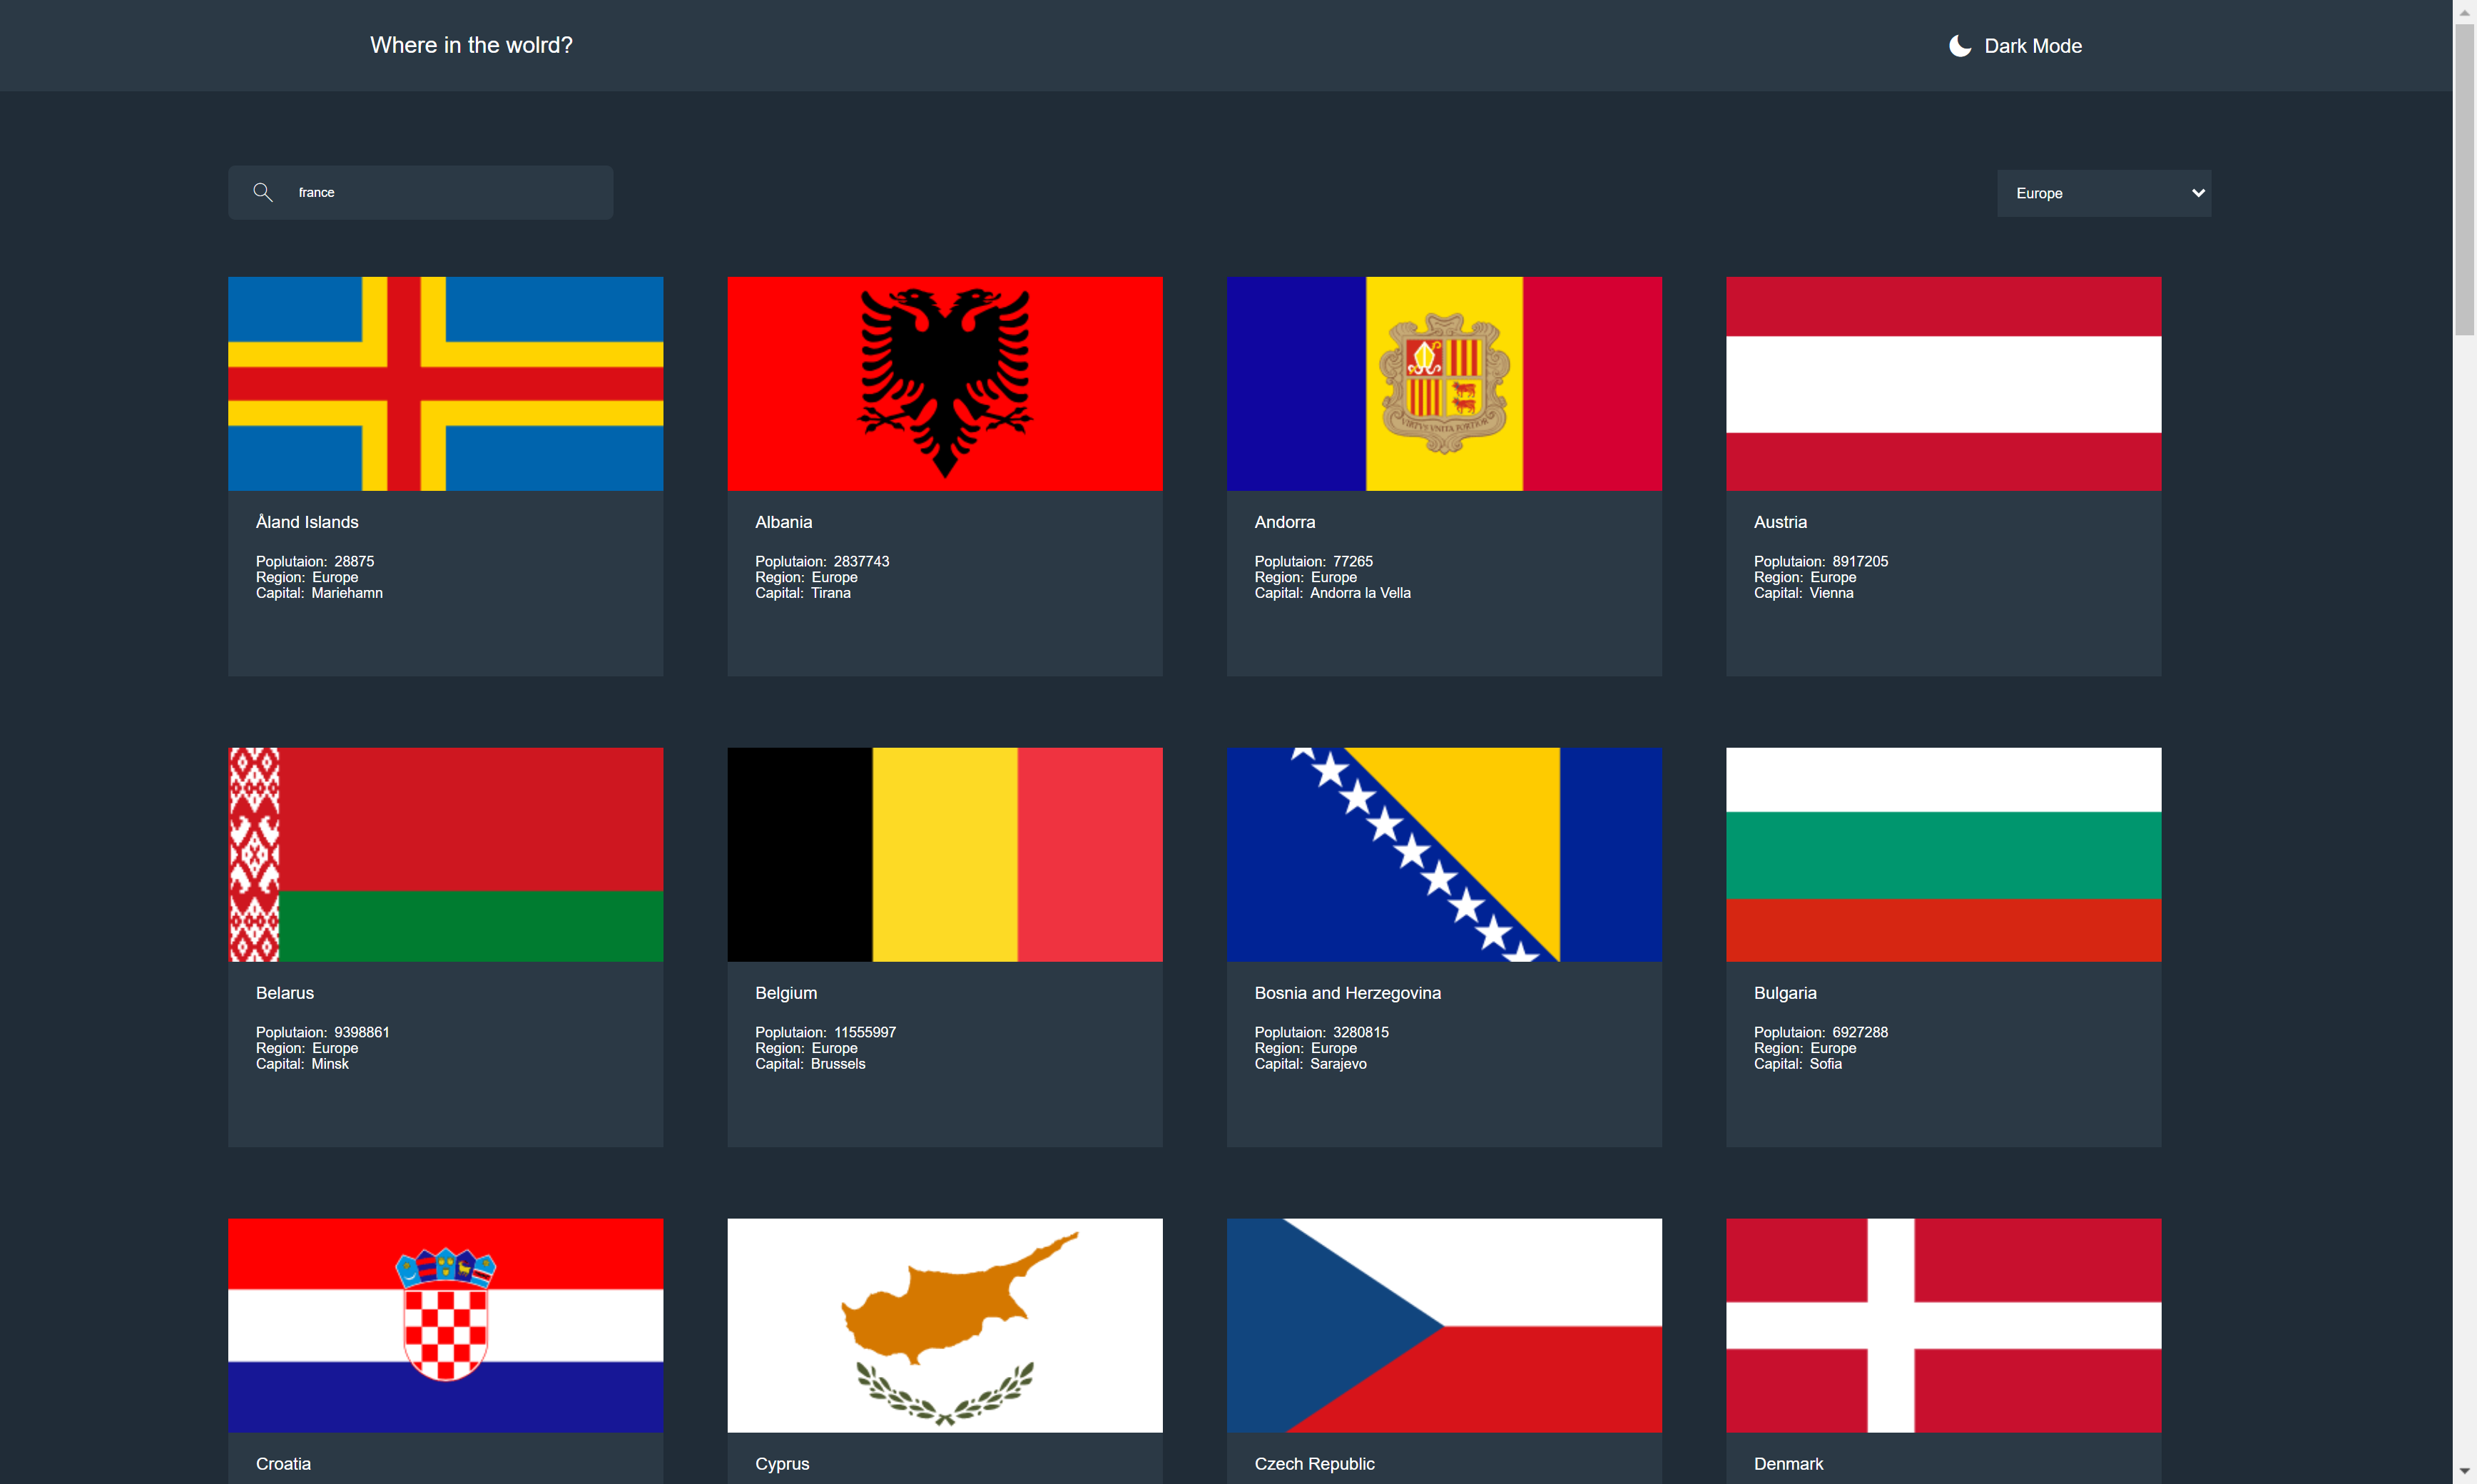 Where in the wolrd?
Dark Mode
france
Europe
Åland Islands
Poplutaion: 28875
Region: Europe
Capital: Mariehamn
Albania
Poplutaion: 2837743
Region: Europe
Capital: Tirana
Andorra
Poplutaion: 77265
Region: Europe
Capital: Andorra la Vella
Austria
Poplutaion: 8917205
Region: Europe
Capital: Vienna
Belarus
Poplutaion: 9398861
Region: Europe
Capital: Minsk
Belgium
Poplutaion: 11555997
Region: Europe
Capital: Brussels
Bosnia and Herzegovina
Poplutaion: 3280815
Region: Europe
Capital: Sarajevo
Bulgaria
Poplutaion: 6927288
Region: Europe
Capital: Sofia
Croatia
Cyprus
Czech Republic
Denmark